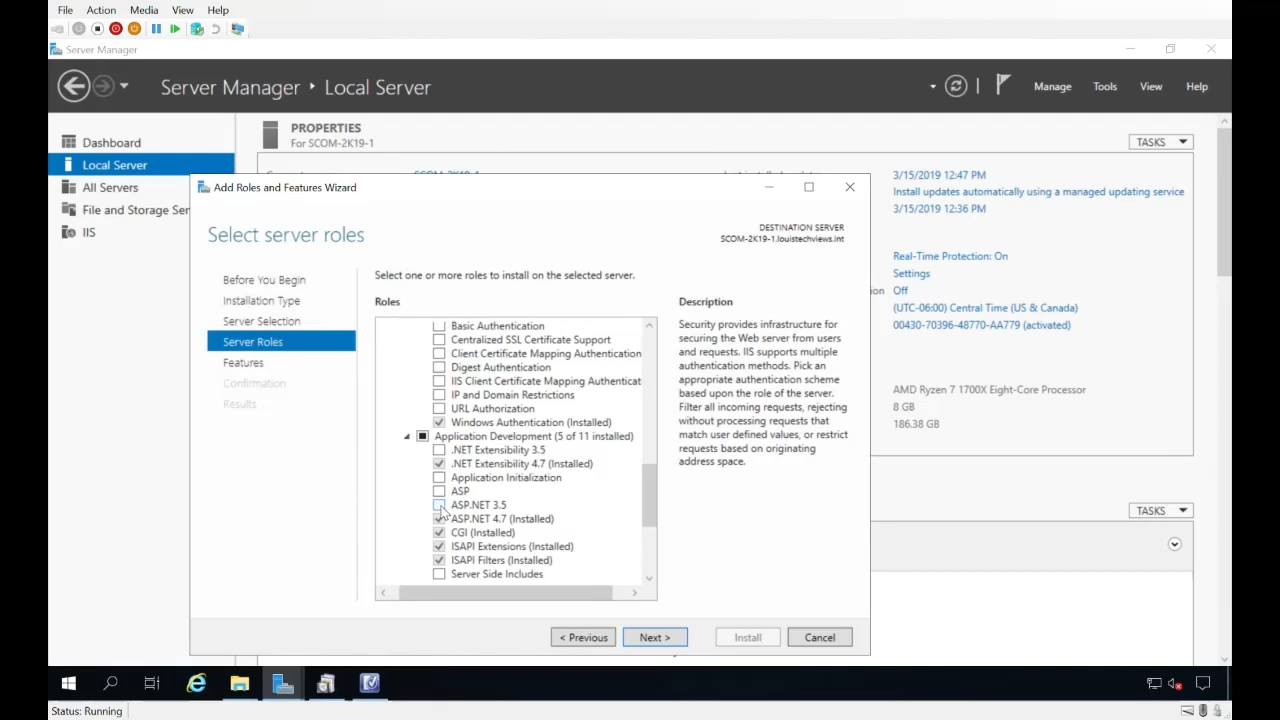 File Action Media View Help
Server Manager
Server Manager ‣ Local Server
Manage Tools View Help
Dashboard
Local Server
All Servers
File and Storage Ser
IIS
PROPERTIES
For SCOM-2K19-1
TASKS
3/15/2019 12:47 PM
Install updates automatically using a managed updating service
3/15/2019 12:36 PM
Real-Time Protection: On
Settings
Off
(UTC-06:00) Central Time (US & Canada)
00430-70396-48770-AA779 (activated)
AMD Ryzen 7 1700X Eight-Core Processor
8 GB
186.38 GB
TASKS
Add Roles and Features Wizard
Select server roles
DESTINATION SERVER
SCOM-2K19-1.louistechviews.int
Before You Begin
Installation Type
Server Selection
Server Roles
Features
Confirmation
Results
Select one or more roles to install on the selected server.
Roles
Basic Authentication
Centralized SSL Certificate Support
Client Certificate Mapping Authentication
Digest Authentication
IIS Client Certificate Mapping Authenticat
IP and Domain Restrictions
URL Authorization
Windows Authentication (Installed)
Application Development (5 of 11 installed)
.NET Extensibility 3.5
.NET Extensibility 4.7 (Installed)
Application Initialization
ASP
ASP.NET 3.5
ASP.NET 4.7 (Installed)
CGI (Installed)
ISAPI Extensions (Installed)
ISAPI Filters (Installed)
Server Side Includes
Description
Security provides infrastructure for
securing the Web server from users
and requests. IIS supports multiple
authentication methods. Pick an
appropriate authentication scheme
based upon the role of the server.
Filter all incoming requests, rejecting
without processing requests that
match user defined values, or restrict
requests based on originating
address space.
< Previous Next > Install Cancel
Status: Running